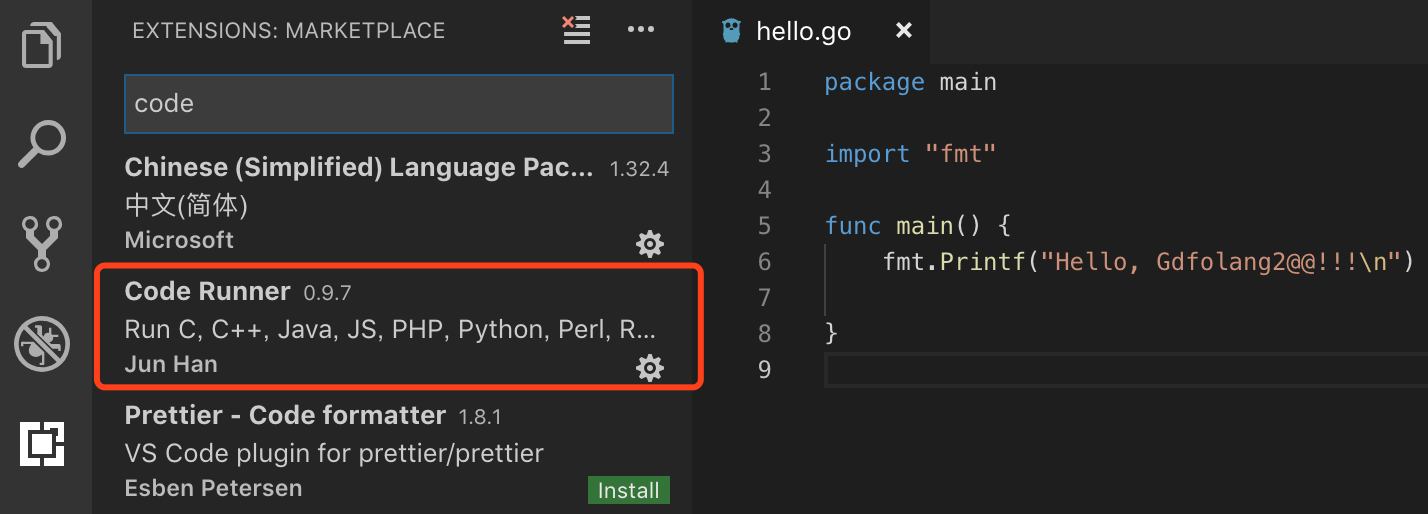 EXTENSIONS: MARKETPLACE
code
Chinese (Simplified) Language Pac... 1.32.4
中文(简体)
Microsoft
Code Runner 0.9.7
Run C, C++, Java, JS, PHP, Python, Perl, R...
Jun Han
Prettier - Code formatter 1.8.1
VS Code plugin for prettier/prettier
Esben Petersen Install
hello.go ×
1 package main
2
3 import "fmt"
4
5 func main() {
6 fmt.Printf("Hello, Gdfolang2@@!!!\n")
7
8 }
9